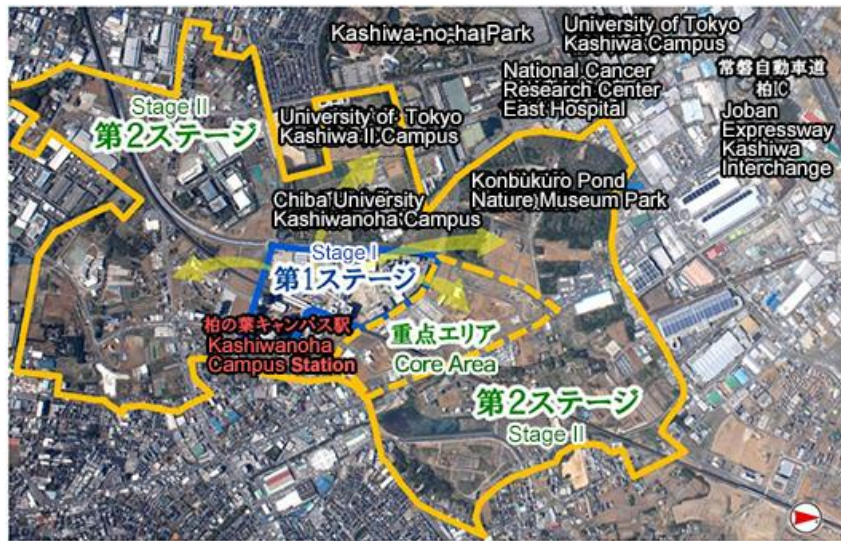 Kashiwa-no-ha Park
University of Tokyo
Kashiwa Campus
National Cancer
Research Center
East Hospital
常磐自動車道
柏IC
Joban
Expressway
Kashiwa
Interchange
Stage II
第2ステージ
University of Tokyo
Kashiwa II Campus
Chiba University
Kashiwanoha Campus
Konbukuro Pond
Nature Museum Park
Stage I
第1ステージ
柏の葉キャンパス駅
Kashiwanoha
Campus Station
重点エリア
Core Area
第2ステージ
Stage II